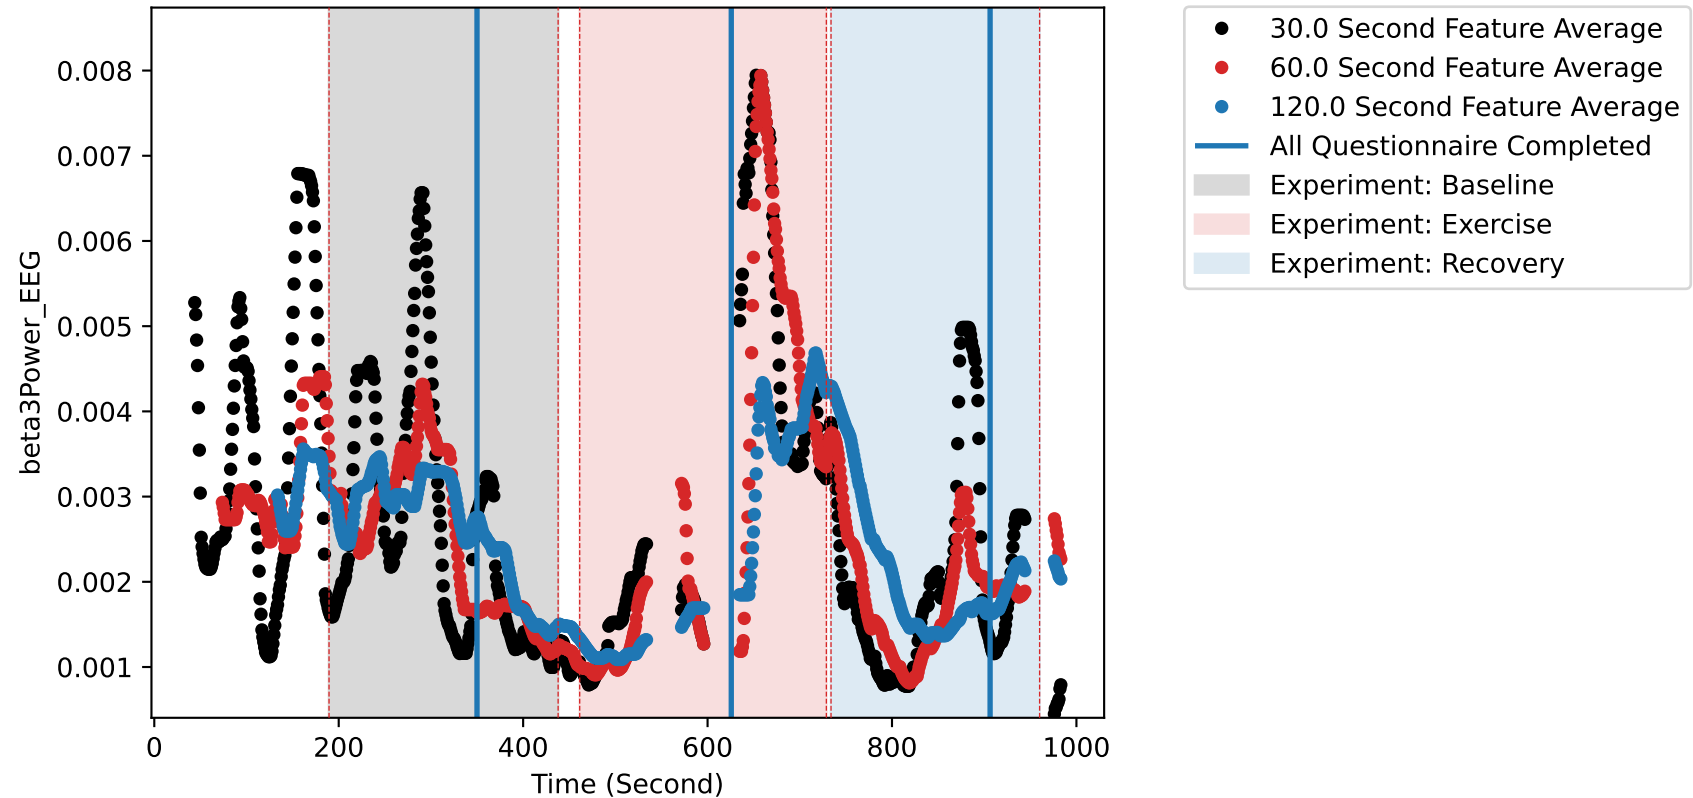 30.0 Second Feature Average
60.0 Second Feature Average
120.0 Second Feature Average
All Questionnaire Completed
Experiment: Baseline
Experiment: Exercise
Experiment: Recovery
beta3Power_EEG
0.008
0.007
0.006
0.005
0.004
0.003
0.002
0.001
0 200 400 600 800 1000
Time (Second)